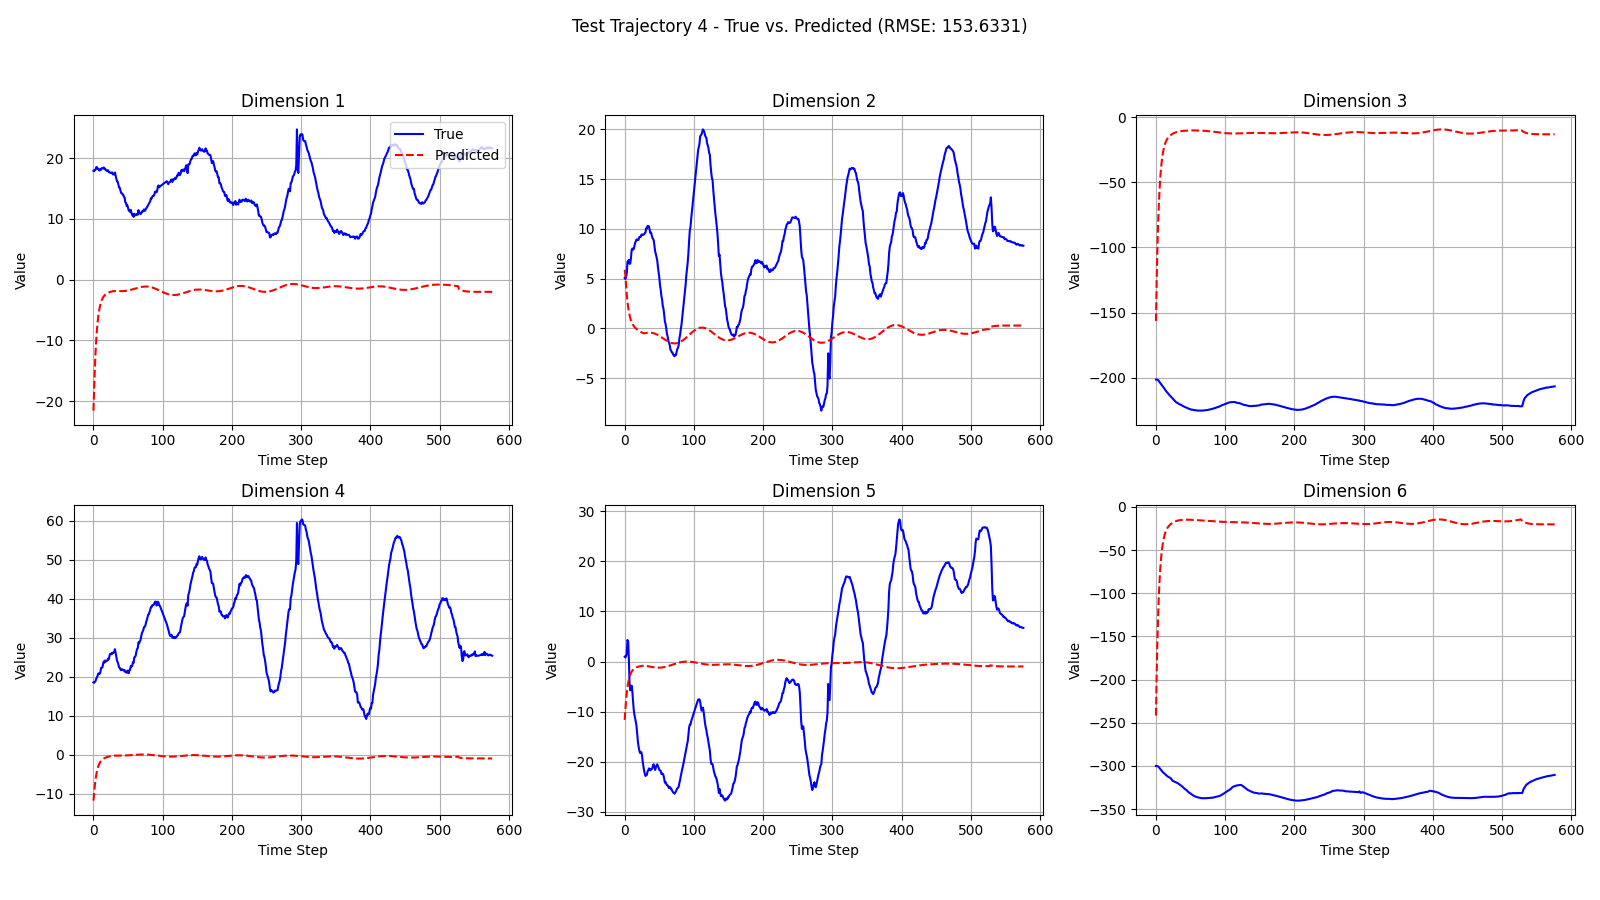 Test Trajectory 4 - True vs. Predicted (RMSE: 153.6331)
Dimension 1
True
Predicted
20
10
0
−10
−20
Value
0 100 200 300 400 500 600
Time Step
Dimension 2
20
15
10
5
0
−5
Value
0 100 200 300 400 500 600
Time Step
Dimension 3
0
−50
−100
−150
−200
Value
0 100 200 300 400 500 600
Time Step
Dimension 4
60
50
40
30
20
10
0
−10
Value
0 100 200 300 400 500 600
Time Step
Dimension 5
30
20
10
0
−10
−20
−30
Value
0 100 200 300 400 500 600
Time Step
Dimension 6
0
−50
−100
−150
−200
−250
−300
−350
Value
0 100 200 300 400 500 600
Time Step